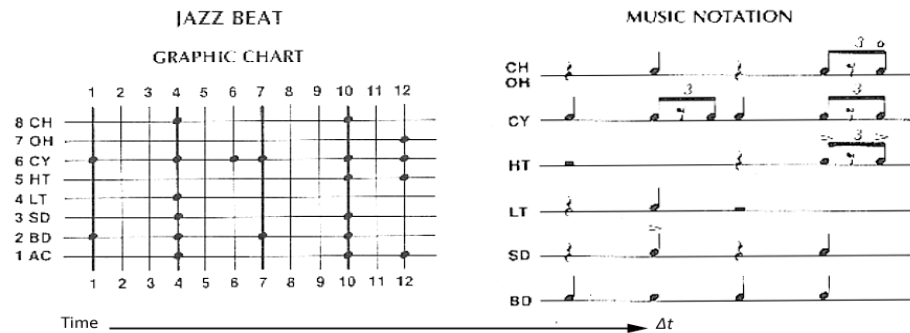 JAZZ BEAT
GRAPHIC CHART
1 2 3 4 5 6 7 8 9 10 11 12
8 CH
7 OH
6 CY
5 HT
4 LT
3 SD
2 BD
1 AC
1 2 3 4 5 6 7 8 9 10 11 12
MUSIC NOTATION
3 o
CH
OH
3 3
CY
3
HT
LT
SD
BD
Time Δt